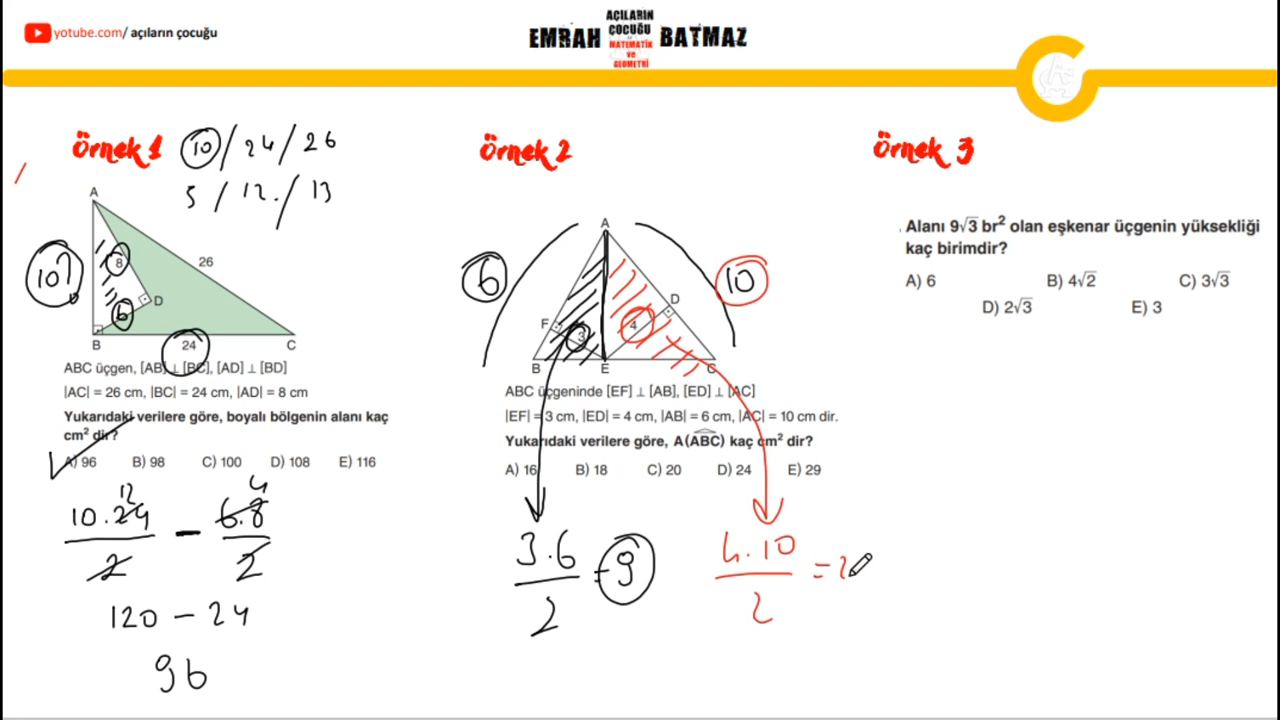 yotube.com/ açıların çocuğu
EMRAH
AÇILARIN
ÇOCUĞU
MATEMATİK
ve
GEOMETRİ
BATMAZ
Örnek 1
10 / 24 / 26
5 / 12 / 13
A
10?
8
26
6
D
B
24
C
ABC üçgen, [AB] ⊥ [BC], [AD] ⊥ [BD]
|AC| = 26 cm, |BC| = 24 cm, |AD| = 8 cm
Yukarıdaki verilere göre, boyalı bölgenin alanı kaç
cm² dir?
A) 96 B) 98 C) 100 D) 108 E) 116
12 4
10.24 - 6.8
2 2
120 - 24
96
Örnek 2
A
6
10
D
F
3
4
B
E
C
ABC üçgeninde [EF] ⊥ [AB], [ED] ⊥ [AC]
|EF| = 3 cm, |ED| = 4 cm, |AB| = 6 cm, |AC| = 10 cm dir.
Yukarıdaki verilere göre, A(ABC) kaç cm² dir?
A) 16 B) 18 C) 20 D) 24 E) 29
3.6
2
= 9
4.10
2
= 2
Örnek 3
Alanı 9√3 br² olan eşkenar üçgenin yüksekliği
kaç birimdir?
A) 6 B) 4√2 C) 3√3
D) 2√3 E) 3